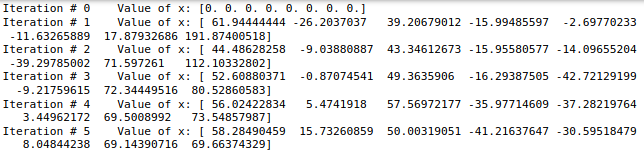 Iteration # 0    Value of x: [0. 0. 0. 0. 0. 0. 0. 0.]
Iteration # 1    Value of x: [ 61.94444444 -26.2037037   39.20679012 -15.99485597  -2.69770233
 -11.63265889  17.87932686 191.87400518]
Iteration # 2    Value of x: [ 44.48628258  -9.03880887  43.34612673 -15.95580577 -14.09655204
 -39.29785002  71.597261   112.10332802]
Iteration # 3    Value of x: [ 52.60880371  -0.87074541  49.3635906  -16.29387505 -42.72129199
  -9.21759615  72.34449516  80.52860583]
Iteration # 4    Value of x: [ 56.02422834   5.4741918   57.56972177 -35.97714609 -37.28219764
   3.44962172  69.5008992   73.54857987]
Iteration # 5    Value of x: [ 58.28490459  15.73260859  50.00319051 -41.21637647 -30.59518479
   8.04844238  69.14390716  69.66374329]